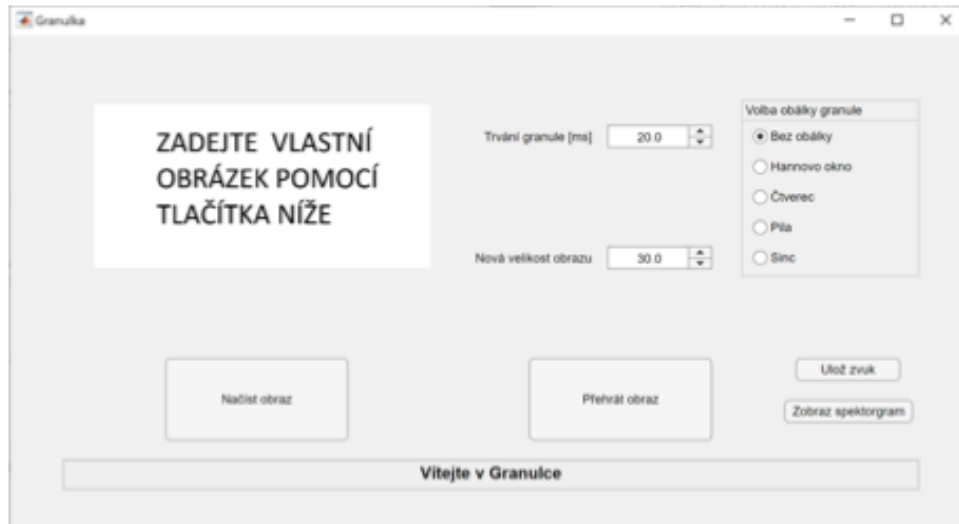 Granulka
ZADEJTE VLASTNÍ
OBRÁZEK POMOCÍ
TLAČÍTKA NÍŽE
Trvání granule [ms] 20.0
Nová velikost obrazu 30.0
Volba obálky granule
Bez obálky
Hannovo okno
Čtverec
Pila
Sinc
Načíst obraz
Přehrát obraz
Ulož zvuk
Zobraz spektorgram
Vítejte v Granulce